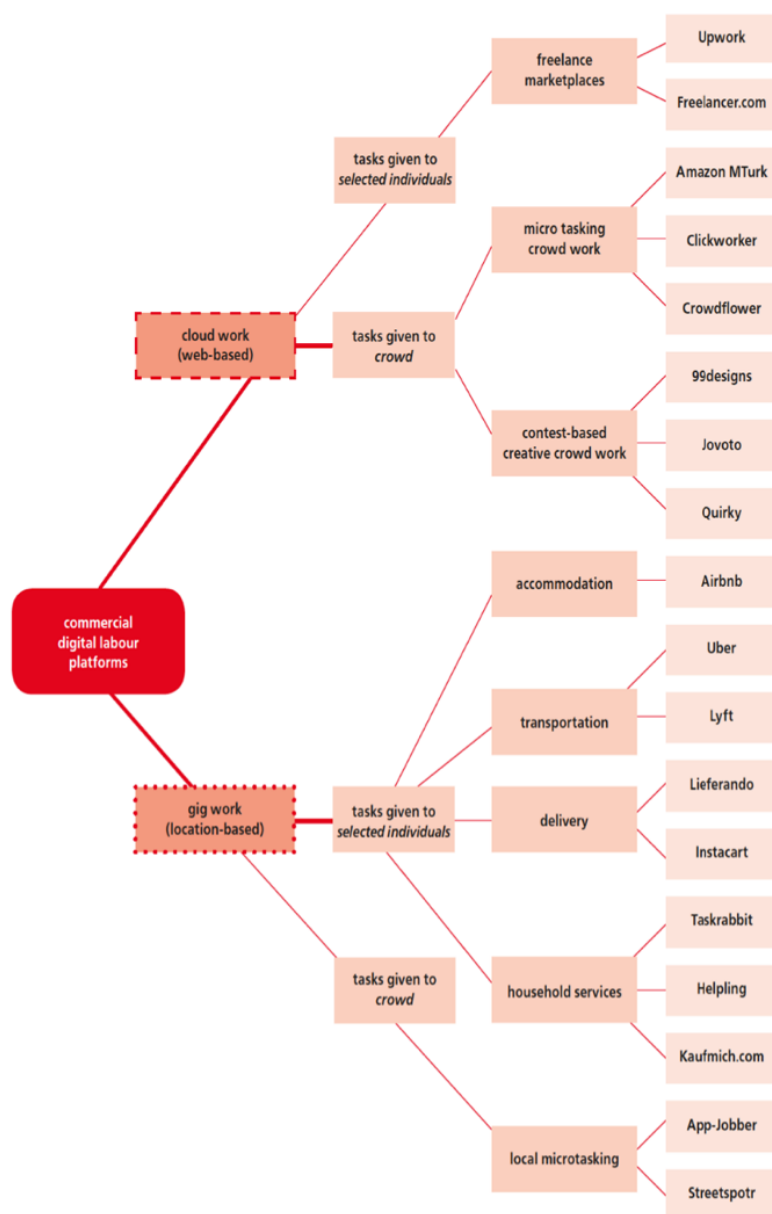 Upwork
freelance
marketplaces
Freelancer.com
tasks given to
selected individuals
Amazon MTurk
micro tasking
crowd work
Clickworker
Crowdflower
cloud work
(web-based)
tasks given to
crowd
99designs
contest-based
creative crowd work
Jovoto
Quirky
accommodation
Airbnb
commercial
digital labour
platforms
Uber
transportation
Lyft
Lieferando
gig work
(location-based)
tasks given to
selected individuals
delivery
Instacart
Taskrabbit
tasks given to
crowd
household services
Helpling
Kaufmich.com
App-Jobber
local microtasking
Streetspotr